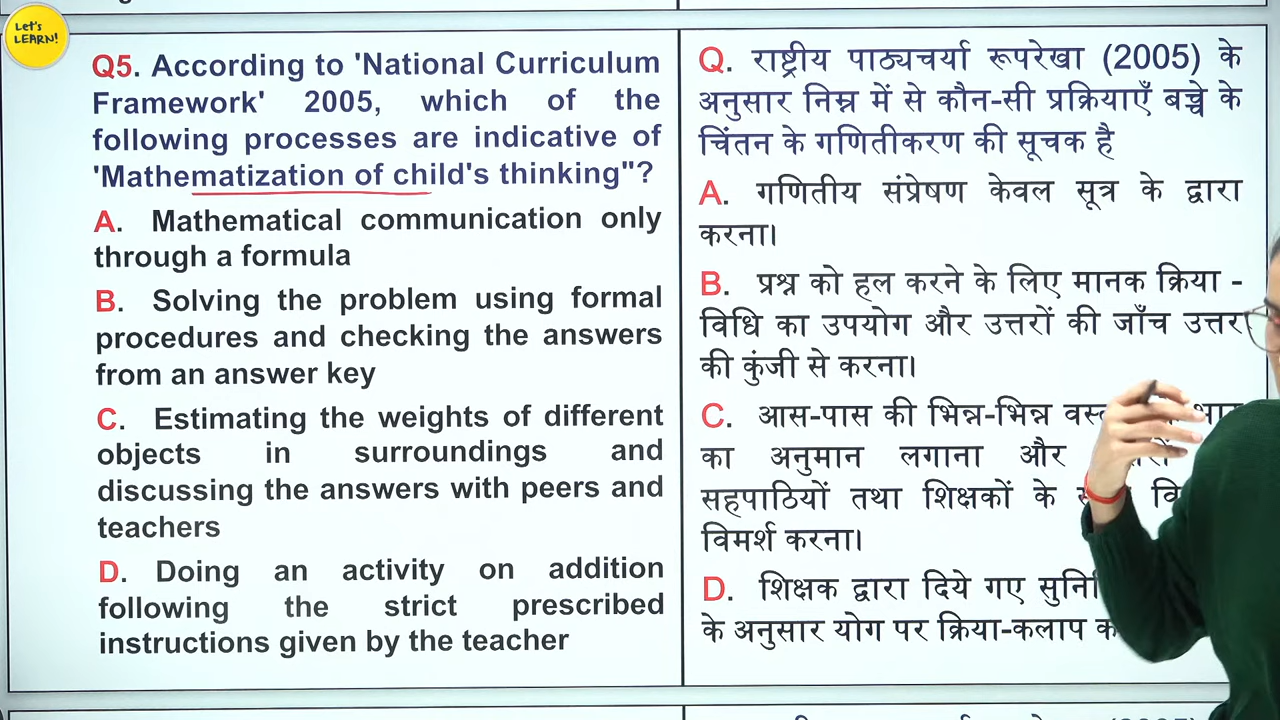 Let's
LEARN!
Q5. According to 'National Curriculum
Framework' 2005, which of the
following processes are indicative of
'Mathematization of child's thinking"?
A. Mathematical communication only
through a formula
B. Solving the problem using formal
procedures and checking the answers
from an answer key
C. Estimating the weights of different
objects in surroundings and
discussing the answers with peers and
teachers
D. Doing an activity on addition
following the strict prescribed
instructions given by the teacher
Q. राष्ट्रीय पाठ्यचर्या रूपरेखा (2005) के
अनुसार निम्न में से कौन-सी प्रक्रियाएँ बच्चे के
चिंतन के गणितीकरण की सूचक है
A. गणितीय संप्रेषण केवल सूत्र के द्वारा
करना।
B. प्रश्न को हल करने के लिए मानक क्रिया -
विधि का उपयोग और उत्तरों की जाँच उत्तर
की कुंजी से करना।
C. आस-पास की भिन्न-भिन्न
का अनुमान लगाना और
सहपाठियों तथा शिक्षकों के
विमर्श करना।
D. शिक्षक द्वारा दिये गए
के अनुसार योग पर क्रिया-कलाप